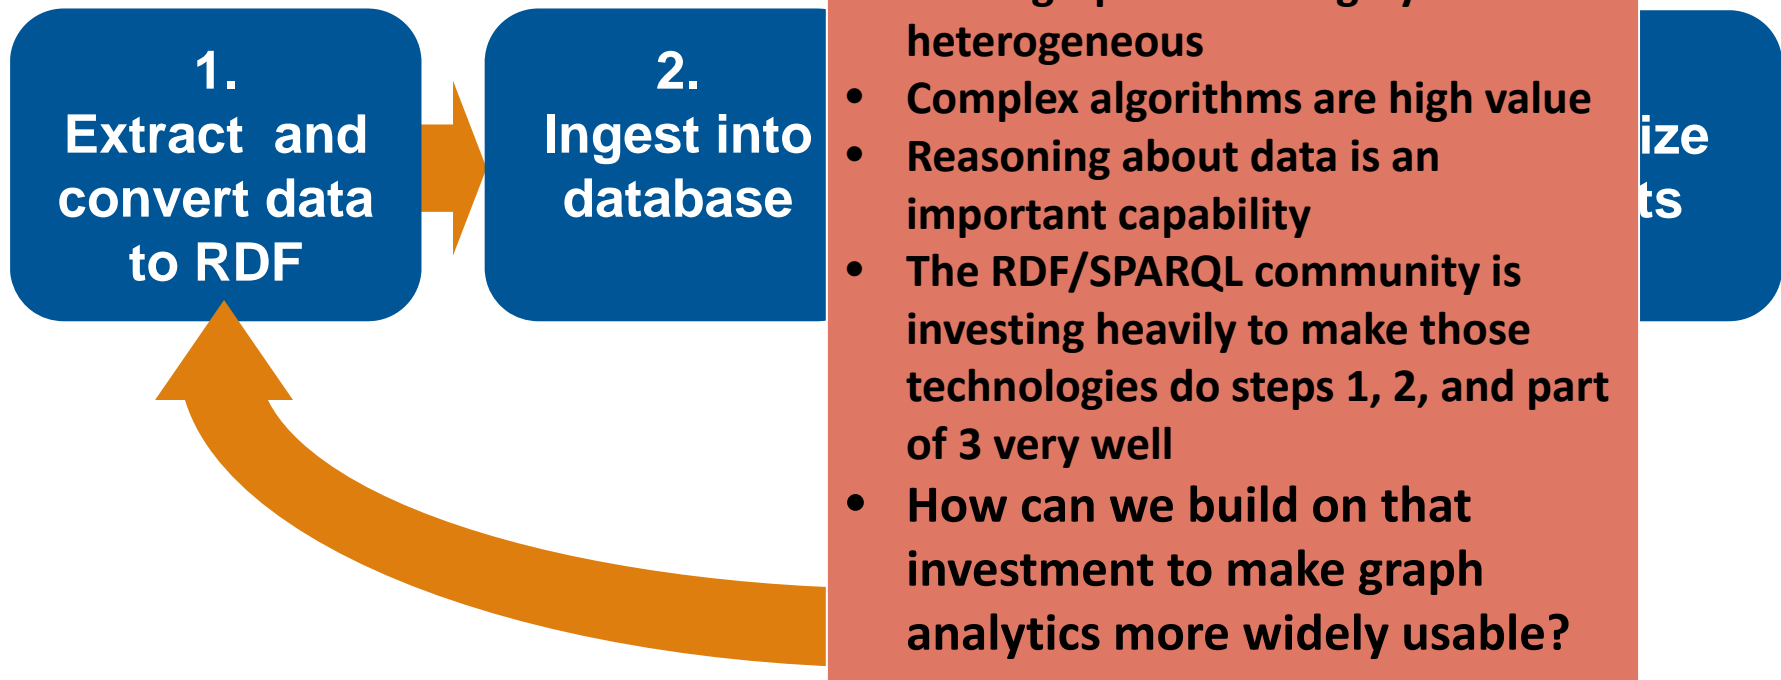 1.
Extract and
convert data
to RDF
2.
Ingest into
database
heterogeneous
• Complex algorithms are high value
• Reasoning about data is an
important capability
• The RDF/SPARQL community is
investing heavily to make those
technologies do steps 1, 2, and part
of 3 very well
• How can we build on that
investment to make graph
analytics more widely usable?
ize
ts